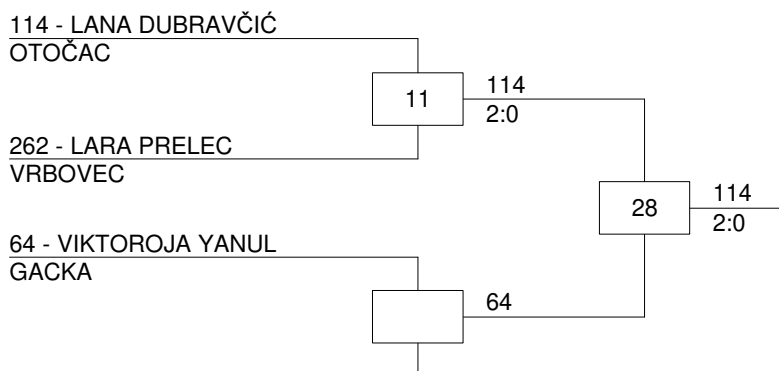 114 - LANA DUBRAVČIĆ
OTOČAC
11
114
2:0
262 - LARA PRELEC
VRBOVEC
28
114
2:0
64 - VIKTOROJA YANUL
GACKA
64